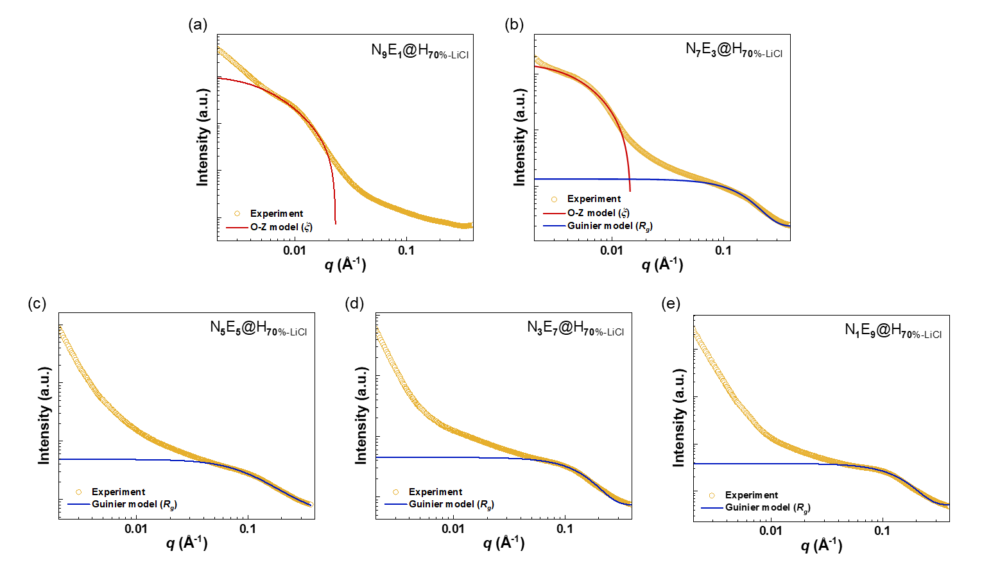 (a)
N9E1@H70%-LiCl
Intensity (a.u.)
Experiment
O-Z model (ξ)
0.01 0.1
q (Å-1)
(b)
N7E3@H70%-LiCl
Intensity (a.u.)
Experiment
O-Z model (ξ)
Guinier model (Rg)
0.01 0.1
q (Å-1)
(c)
N5E5@H70%-LiCl
Intensity (a.u.)
Experiment
Guinier model (Rg)
0.01 0.1
q (Å-1)
(d)
N3E7@H70%-LiCl
Intensity (a.u.)
Experiment
Guinier model (Rg)
0.01 0.1
q (Å-1)
(e)
N1E9@H70%-LiCl
Intensity (a.u.)
Experiment
Guinier model (Rg)
0.01 0.1
q (Å-1)